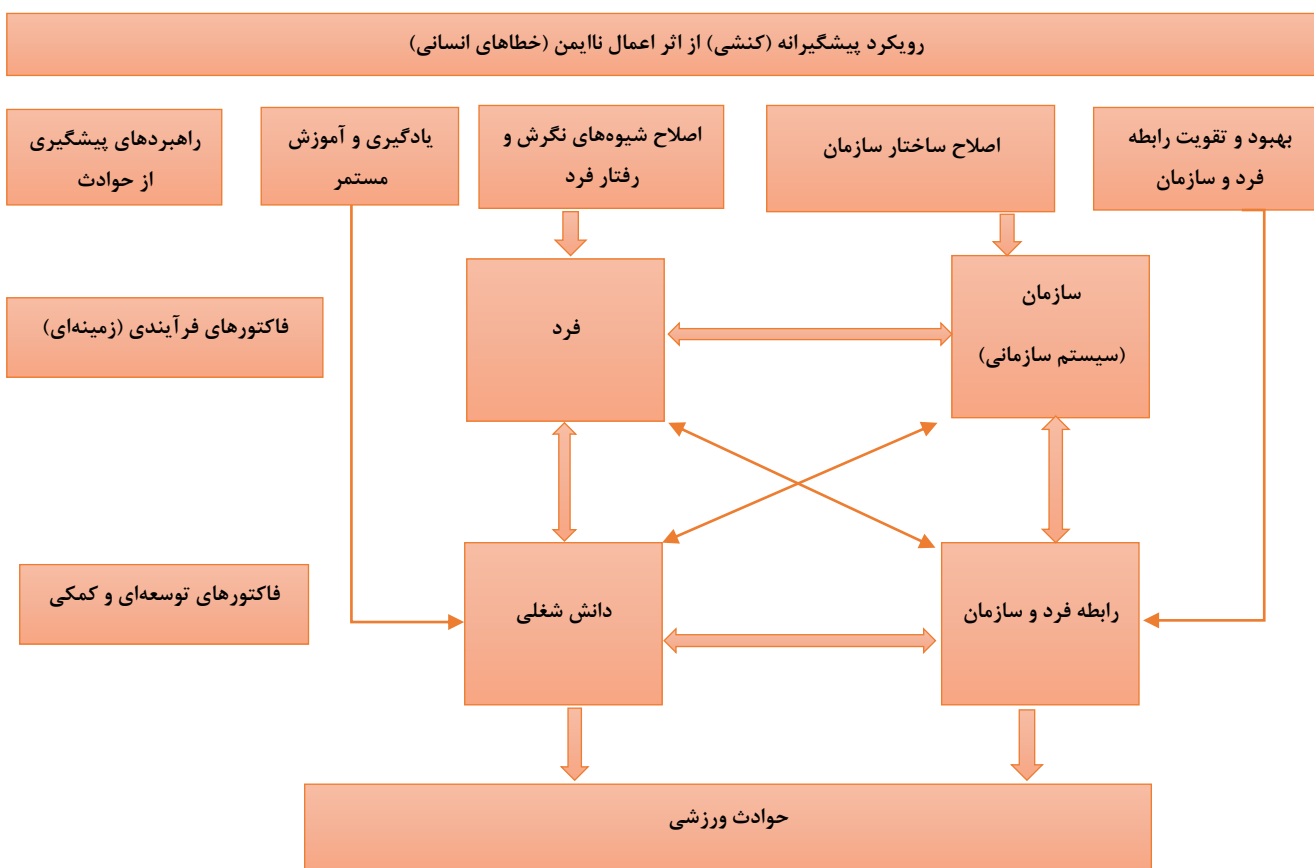 رویکرد پیشگیرانه (کنشی) از اثر اعمال ناایمن (خطاهای انسانی)
بهبود و تقویت رابطه
فرد و سازمان
اصلاح ساختار سازمان
اصلاح شیوه‌های نگرش و
رفتار فرد
یادگیری و آموزش
مستمر
راهبردهای پیشگیری
از حوادث
سازمان
(سیستم سازمانی)
فرد
فاکتورهای فرآیندی (زمینه‌ای)
رابطه فرد و سازمان
دانش شغلی
فاکتورهای توسعه‌ای و کمکی
حوادث ورزشی